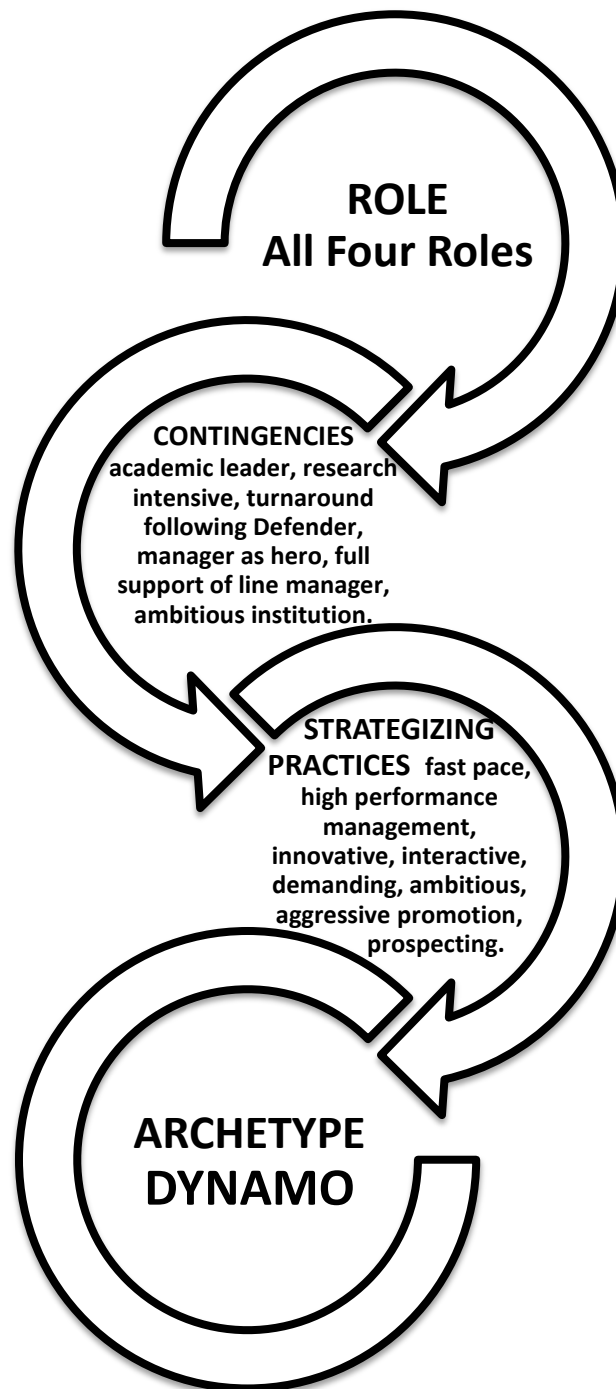 ROLE
All Four Roles
CONTINGENCIES
academic leader, research
intensive, turnaround
following Defender,
manager as hero, full
support of line manager,
ambitious institution.
STRATEGIZING
PRACTICES fast pace,
high performance
management,
innovative, interactive,
demanding, ambitious,
aggressive promotion,
prospecting.
ARCHETYPE
DYNAMO